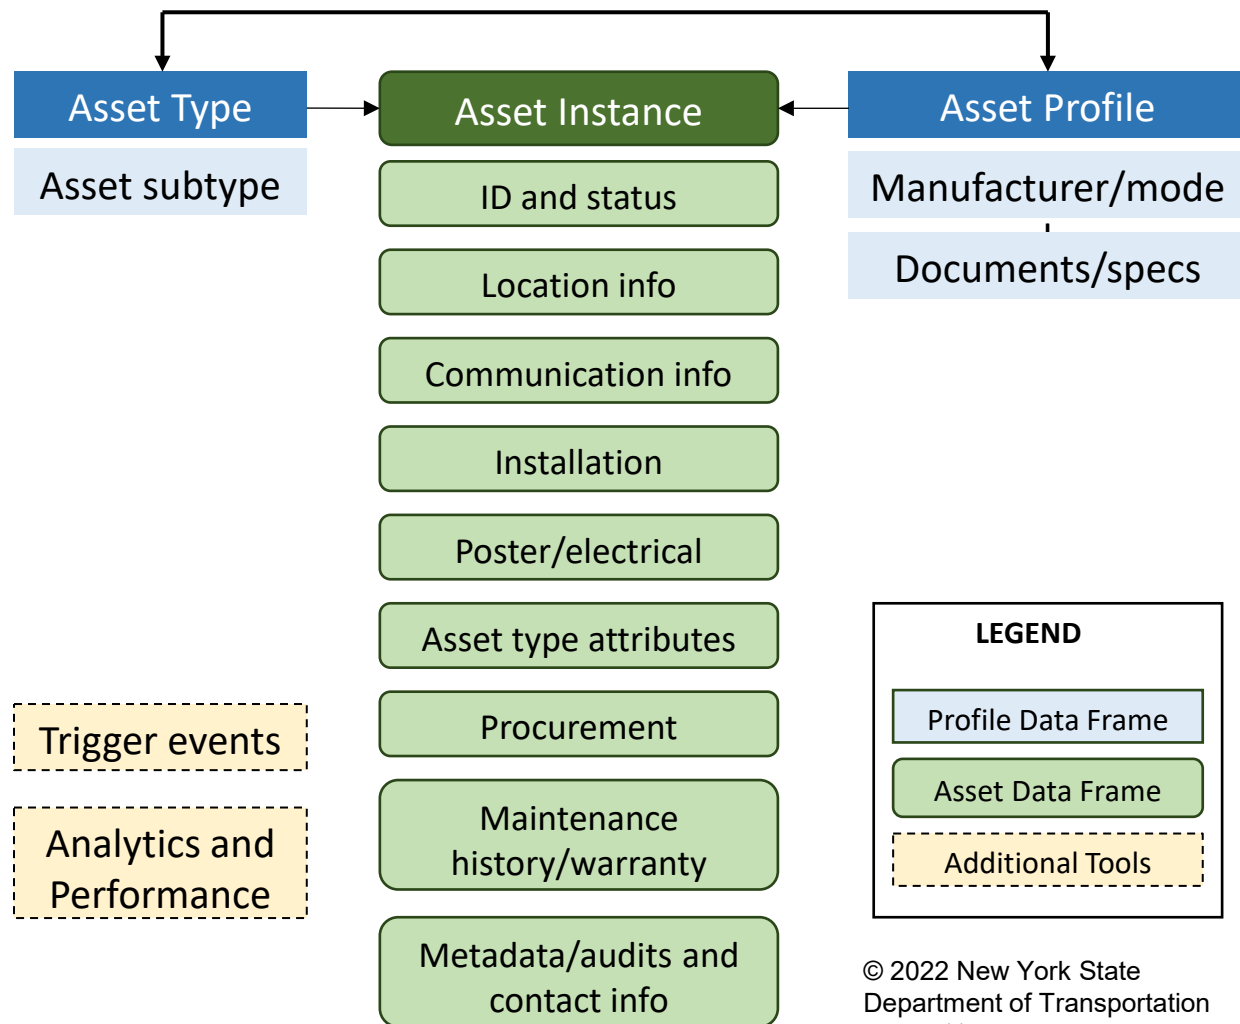 Asset Type
Asset Instance
Asset Profile
Asset subtype
ID and status
Manufacturer/mode
Location info
Documents/specs
Communication info
Installation
Poster/electrical
Asset type attributes
Procurement
Maintenance
history/warranty
Metadata/audits and
contact info
Trigger events
Analytics and
Performance
LEGEND
Profile Data Frame
Asset Data Frame
Additional Tools
© 2022 New York State
Department of Transportation